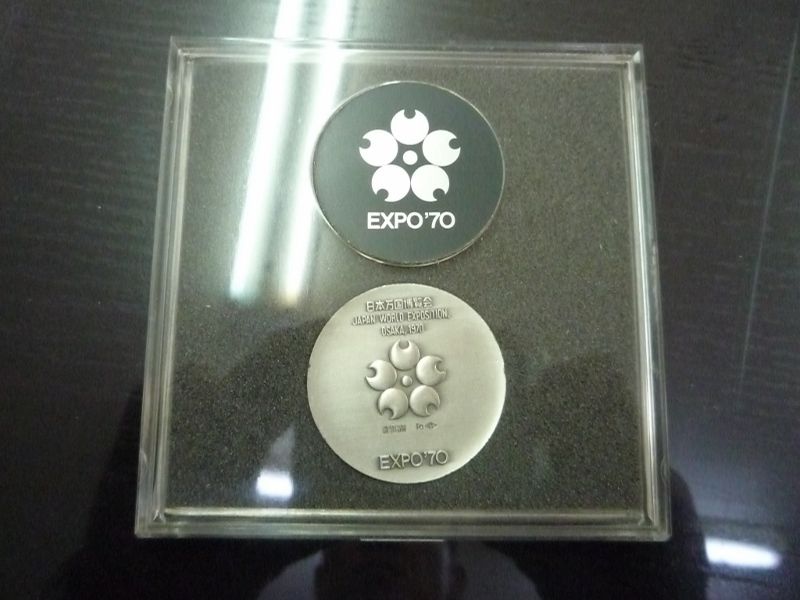 EXPO'70
日本万国博覧会
JAPAN WORLD EXPOSITION
OSAKA, 1970
EXPO'70